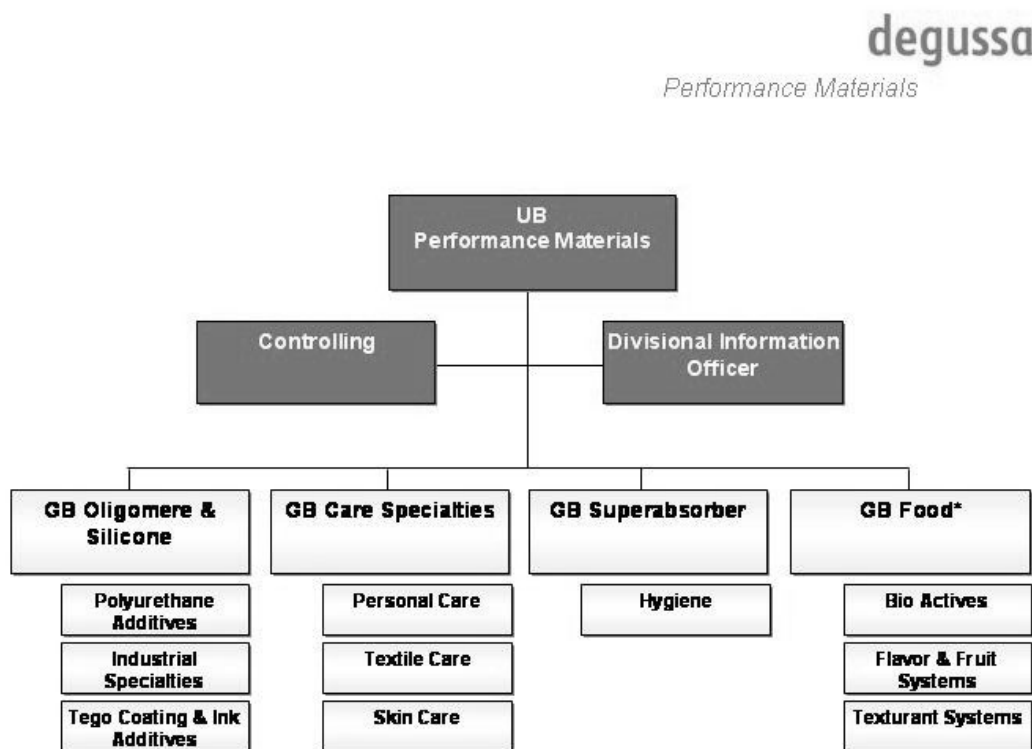 degussa
Performance Materials
UB
Performance Materials
Controlling
Divisional Information
Officer
GB Oligomere &
Silicone
GB Care Specialties
GB Superabsorber
GB Food*
Polyurethane
Additives
Industrial
Specialties
Tego Coating & Ink
Additives
Personal Care
Textile Care
Skin Care
Hygiene
Bio Actives
Flavor & Fruit
Systems
Texturant Systems